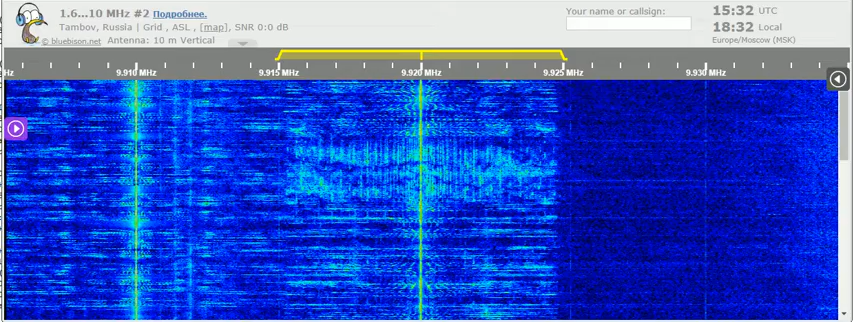 1.6...10 MHz #2 Подробнее.
Tambov, Russia | Grid , ASL , [map], SNR 0:0 dB
© bluebison.net Antenna: 10 m Vertical
Your name or callsign:
15:32 UTC
18:32 Local
Europe/Moscow (MSK)
Hz 9.910 MHz 9.915 MHz 9.920 MHz 9.925 MHz 9.930 MHz